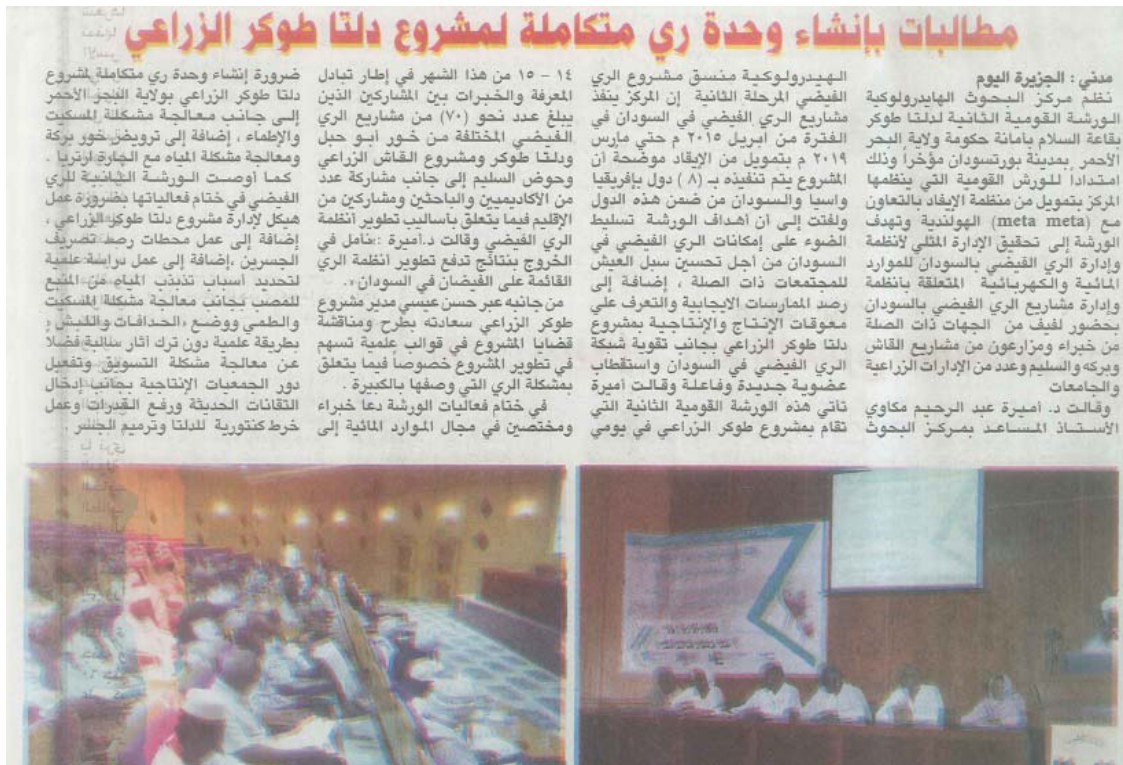 مطالبات بإنشاء وحدة ري متكاملة لمشروع دلتا طوكر الزراعي
مدني : الجزيرة اليوم
نظم مركز البحوث الهايدرولوكية
الورشة القومية الثانية لدلتا طوكر
بقاعة السلام بأمانة حكومة ولاية البحر
الأحمر بمدينة بورتسودان مؤخراً وذلك
امتداداً للورش القومية التي ينظمها
المركز بتمويل من منظمة الإيفاد بالتعاون
مع (meta meta) الهولندية وتهدف
الورشة إلى تحقيق الإدارة المثلي لأنظمة
وإدارة الري الفيضي بالسودان للموارد
المائية والكهربائية المتعلقة بأنظمة
وإدارة مشاريع الري الفيضي بالسودان
بحضور لفيف من الجهات ذات الصلة
من خبراء ومزارعون من مشاريع القاش
وبركه والسليم وعدد من الإدارات الزراعية
والجامعات
وقالت د. أميرة عبد الرحيم مكاوي
الأستاذ المساعد بمركز البحوث
الهيدرولوكية منسق مشروع الري
الفيضي المرحلة الثانية إن المركز ينفذ
مشاريع الري الفيضي في السودان في
الفترة من أبريل ٢٠١٥ م حتي مارس
٢٠١٩ م بتمويل من الإيقاد موضحة أن
المشروع يتم تنفيذه بـ (٨) دول بإفريقيا
واسيا والسودان من ضمن هذه الدول
ولفتت إلى أن أهداف الورشة تسليط
الضوء على إمكانات الري الفيضي في
السودان من أجل تحسين سبل العيش
للمجتمعات ذات الصلة ، إضافة إلى
رصد الممارسات الإيجابية والتعرف على
معوقات الإنتاج والإنتاجية بمشروع
دلتا طوكر الزراعي بجانب تقوية شبكة
الري الفيضي في السودان واستقطاب
عضوية جديدة وفاعلة وقالت أميرة
تأتي هذه الورشة القومية الثانية التي
تقام بمشروع طوكر الزراعي في يومي
١٤ - ١٥ من هذا الشهر في إطار تبادل
المعرفة والخبرات بين المشاركين الذين
يبلغ عدد نحو (٧٠) من مشاريع الري
الفيضي المختلفة من خور أبو حبل
ودلتا طوكر ومشروع القاش الزراعي
وحوض السليم إلى جانب مشاركة عدد
من الأكاديميين والباحثين ومشاركين من
الإقليم فيما يتعلق بأساليب تطوير أنظمة
الري الفيضي وقالت د.أميرة :نأمل في
الخروج بنتائج تدفع تطوير أنظمة الري
القائمة على الفيضان في السودان .
من جانبه عبر حسن عيسي مدير مشروع
طوكر الزراعي سعادته بطرح ومناقشة
قضايا المشروع في قوالب علمية تسهم
في تطوير المشروع خصوصاً فيما يتعلق
بمشكلة الري التي وصفها بالكبيرة .
في ختام فعاليات الورشة دعا خبراء
ومختصين في مجال الموارد المائية إلى
ضرورة إنشاء وحدة ري متكاملة لمشروع
دلتا طوكر الزراعي بولاية البحر الأحمر
إلى جانب معالجة مشكلة المسكيت
والإطماء ، إضافة إلى ترويض خور بركة
ومعالجة مشكلة المياه مع الجارة إرتريا .
كما أوصت الورشة الثانية للري
الفيضي في ختام فعالياتها بضرورة عمل
هيكل لإدارة مشروع دلتا طوكر الزراعي ،
إضافة إلى عمل محطات رصد تصريف
الجسرين ،إضافة إلى عمل دراسة علمية
لتحديد أسباب تذبذب المياه من المنبع
للمصب بجانب معالجة مشكلة المسكيت
والطمي ووضع الحدافات واللبش
بطريقة علمية دون ترك آثار سالبة فضلا
عن معالجة مشكلة التسويق وتفعيل
دور الجمعيات الإنتاجية بجانب إدخال
التقانات الحديثة ورفع القدرات وعمل
خرط كنتورية للدلتا وترميم الجسر .